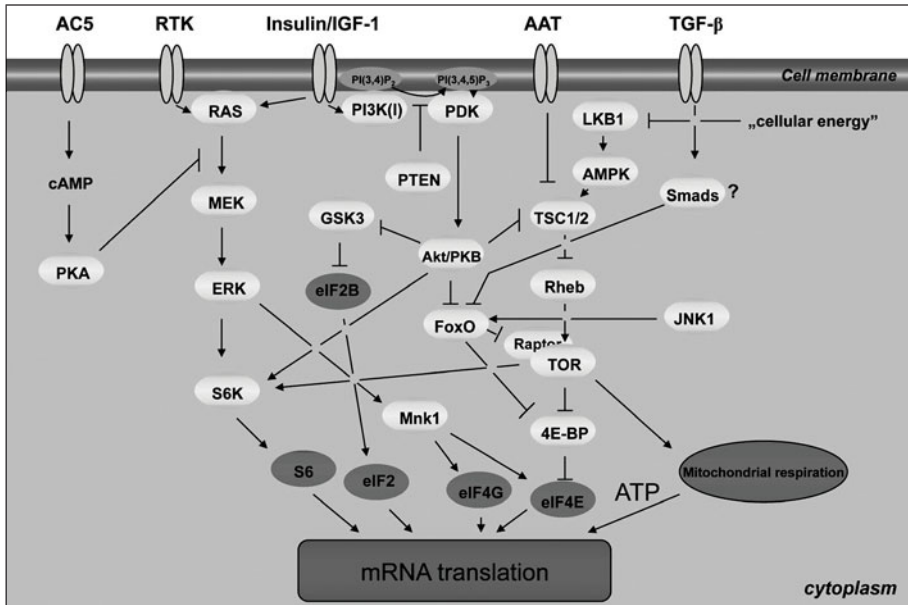 AC5 RTK Insulin/IGF-1 AAT TGF-β
PI(3,4)P2 PI(3,4,5)P3
Cell membrane
RAS PI3K(I) PDK LKB1 „cellular energy”
cAMP PTEN AMPK
MEK Smads ?
GSK3 TSC1/2
PKA Akt/PKB
ERK eIF2B Rheb
FoxO JNK1
Raptor
TOR
S6K
Mnk1 4E-BP
S6 eIF2 eIF4G eIF4E ATP Mitochondrial respiration
mRNA translation
cytoplasm